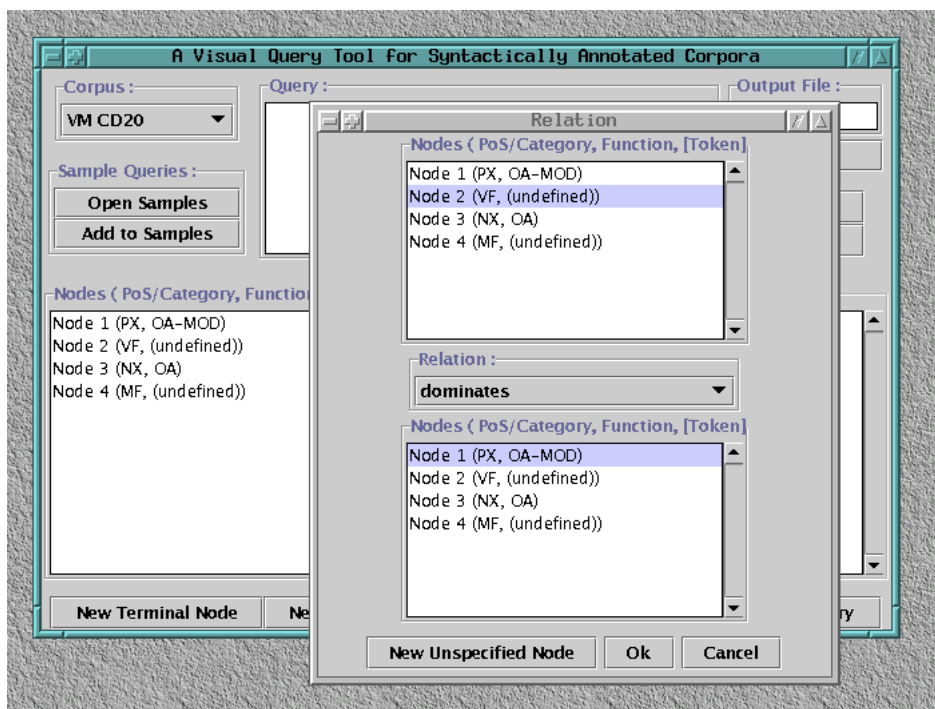 A Visual Query Tool for Syntactically Annotated Corpora
Corpus :
VM CD20
Sample Queries :
Open Samples
Add to Samples
Query :
Output File :
Nodes ( PoS/Category, Function
Node 1 (PX, OA-MOD)
Node 2 (VF, (undefined))
Node 3 (NX, OA)
Node 4 (MF, (undefined))
New Terminal Node
Ne
ry
Relation
Nodes ( PoS/Category, Function, [Token]
Node 1 (PX, OA-MOD)
Node 2 (VF, (undefined))
Node 3 (NX, OA)
Node 4 (MF, (undefined))
Relation :
dominates
Nodes ( PoS/Category, Function, [Token]
Node 1 (PX, OA-MOD)
Node 2 (VF, (undefined))
Node 3 (NX, OA)
Node 4 (MF, (undefined))
New Unspecified Node
Ok
Cancel